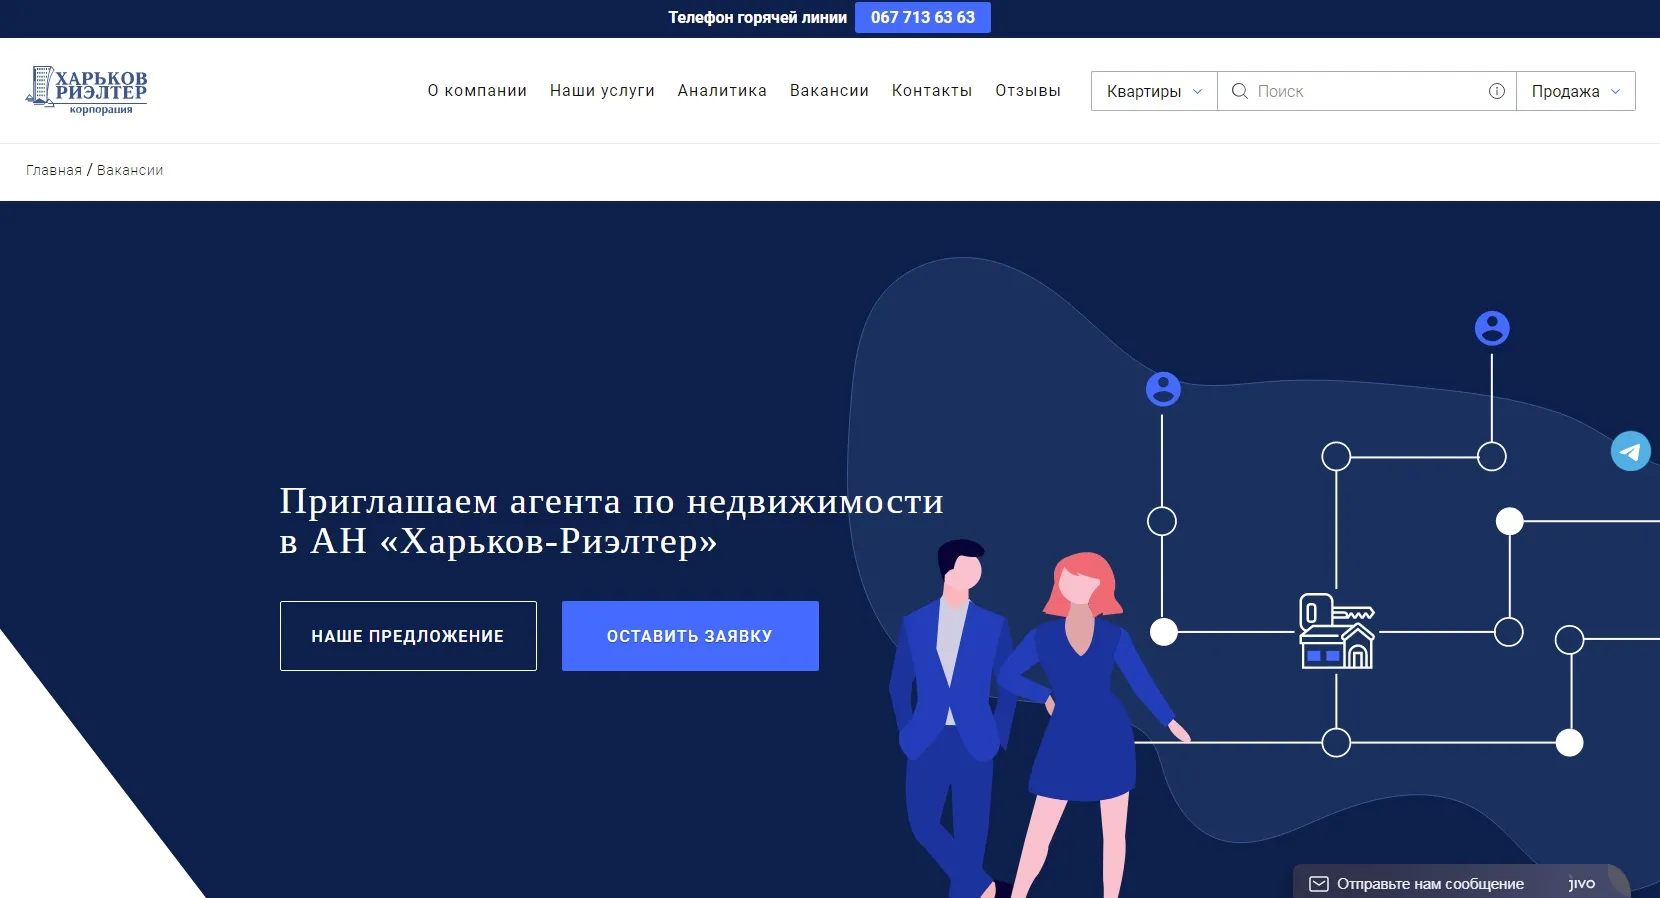 Телефон горячей линии 067 713 63 63
ХАРЬКОВ
РИЭЛТЕР
корпорация
О компании Наши услуги Аналитика Вакансии Контакты Отзывы Квартиры Поиск Продажа
Главная / Вакансии
Приглашаем агента по недвижимости
в АН «Харьков-Риэлтер»
НАШЕ ПРЕДЛОЖЕНИЕ ОСТАВИТЬ ЗАЯВКУ
Отправьте нам сообщение jivo